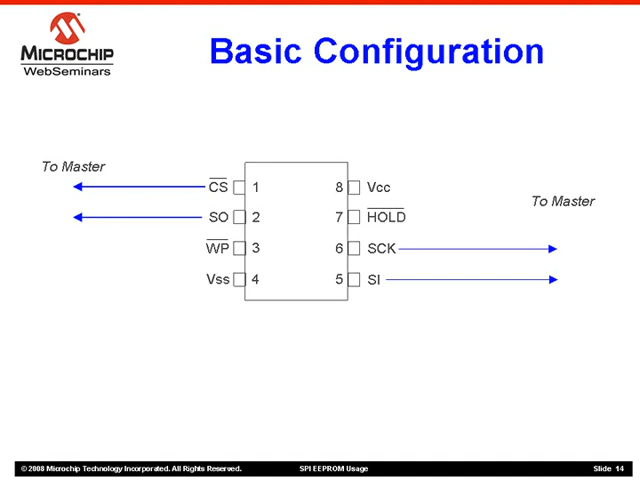 MICROCHIP
WebSeminars
Basic Configuration
To Master
CS 1 8 Vcc
To Master
SO 2 7 HOLD
WP 3 6 SCK
Vss 4 5 SI
© 2008 Microchip Technology Incorporated. All Rights Reserved. SPI EEPROM Usage Slide 14